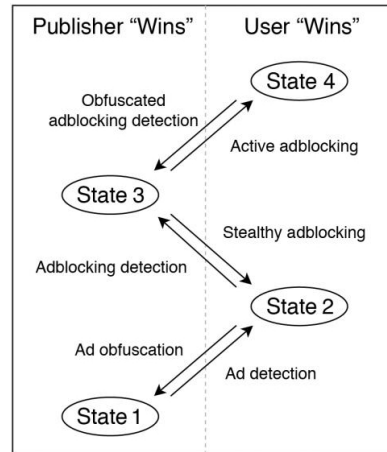 Publisher “Wins”
User “Wins”
State 4
Obfuscated
adblocking detection
Active adblocking
State 3
Stealthy adblocking
Adblocking detection
State 2
Ad obfuscation
Ad detection
State 1